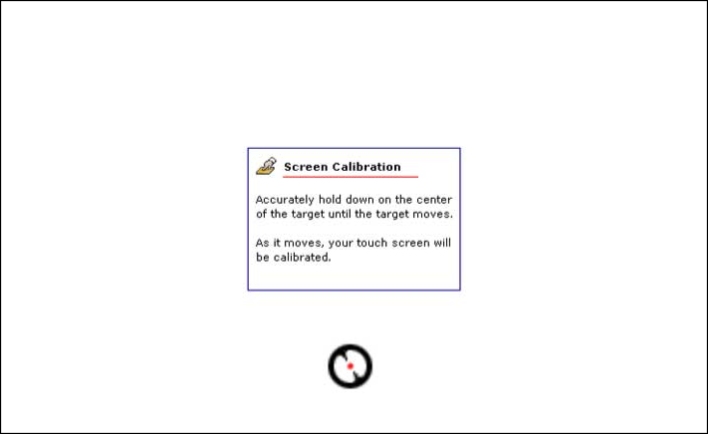 Screen Calibration
Accurately hold down on the center
of the target until the target moves.
As it moves, your touch screen will
be calibrated.